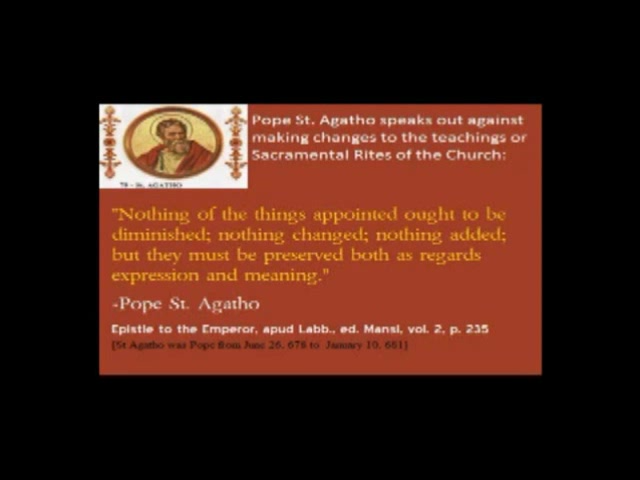 Pope St. Agatho speaks out against
making changes to the teachings or
Sacramental Rites of the Church:
79 - St. AGATHO
"Nothing of the things appointed ought to be
diminished; nothing changed; nothing added;
but they must be preserved both as regards
expression and meaning."
-Pope St. Agatho
Epistle to the Emperor, apud Labb., ed. Mansi, vol. 2, p. 235
[St Agatho was Pope from June 26, 678 to January 10, 681]